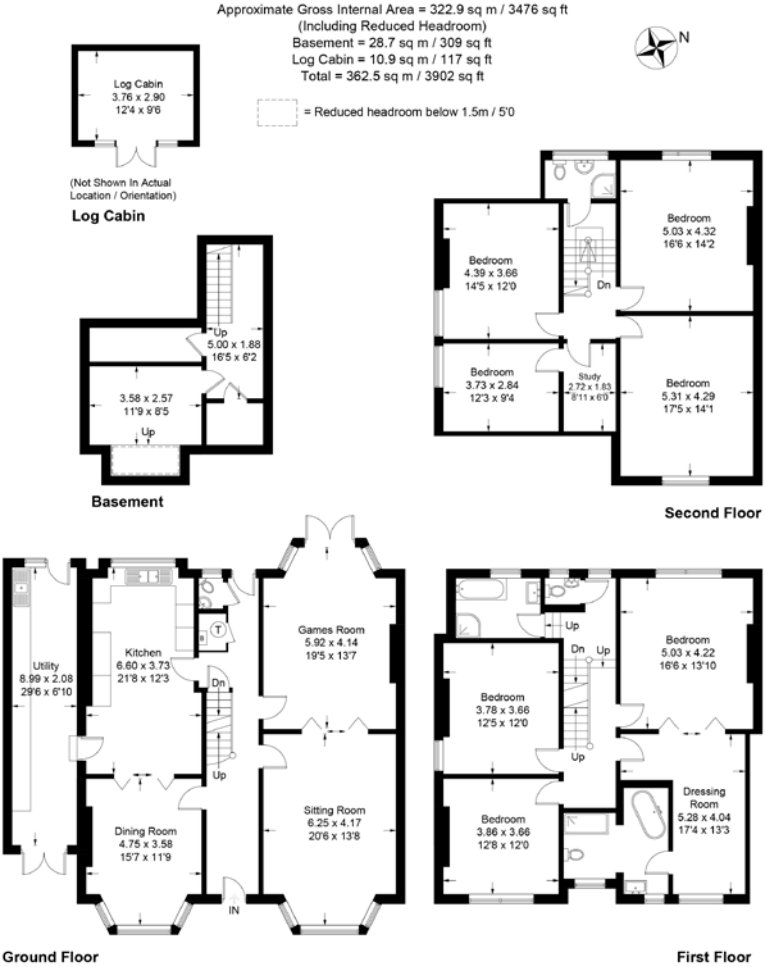 Approximate Gross Internal Area = 322.9 sq m / 3476 sq ft
(Including Reduced Headroom)
Basement = 28.7 sq m / 309 sq ft
Log Cabin = 10.9 sq m / 117 sq ft
Total = 362.5 sq m / 3902 sq ft
N
= Reduced headroom below 1.5m / 5'0
Log Cabin
3.76 x 2.90
12'4 x 9'6
(Not Shown In Actual
Location / Orientation)
Log Cabin
Up
5.00 x 1.88
16'5 x 6'2
3.58 x 2.57
11'9 x 8'5
Up
Basement
Bedroom
5.03 x 4.32
16'6 x 14'2
Bedroom
4.39 x 3.66
14'5 x 12'0
Dn
Bedroom
3.73 x 2.84
12'3 x 9'4
Study
2.72 x 1.83
8'11 x 6'0
Bedroom
5.31 x 4.29
17'5 x 14'1
Second Floor
Utility
8.99 x 2.08
29'6 x 6'10
Kitchen
6.60 x 3.73
21'8 x 12'3
T
Dn
Up
Games Room
5.92 x 4.14
19'5 x 13'7
Dining Room
4.75 x 3.58
15'7 x 11'9
Sitting Room
6.25 x 4.17
20'6 x 13'8
IN
Ground Floor
Up
Dn
Up
Up
Bedroom
5.03 x 4.22
16'6 x 13'10
Bedroom
3.78 x 3.66
12'5 x 12'0
Bedroom
3.86 x 3.66
12'8 x 12'0
Dressing
Room
5.28 x 4.04
17'4 x 13'3
First Floor